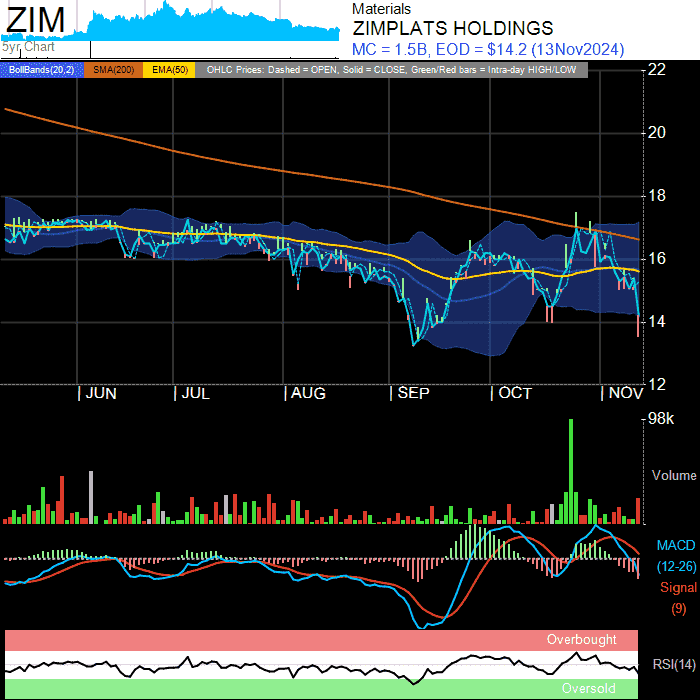 ZIM
5yr Chart
Materials
ZIMPLATS HOLDINGS
MC = 1.5B, EOD = $14.2 (13Nov2024)
BollBands(20,2) SMA(200) EMA(50) OHLC Prices: Dashed = OPEN, Solid = CLOSE, Green/Red bars = Intra-day HIGH/LOW
22
20
18
16
14
12
| JUN | JUL | AUG | SEP | OCT | NOV
98k
Volume
MACD
(12-26)
Signal
(9)
Overbought
RSI(14)
Oversold